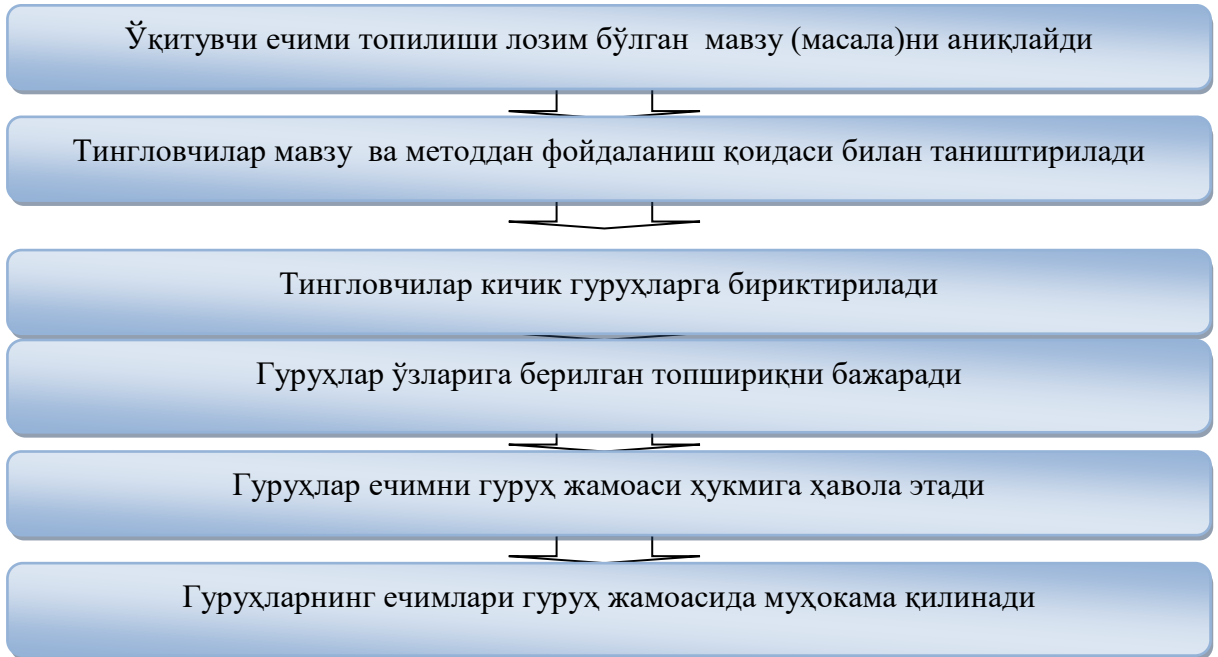 Ўқитувчи ечими топилиши лозим бўлган мавзу (масала)ни аниқлайди
Тингловчилар мавзу ва методдан фойдаланиш қоидаси билан таништирилади
Тингловчилар кичик гуруҳларга бириктирилади
Гуруҳлар ўзларига берилган топшириқни бажаради
Гуруҳлар ечимни гуруҳ жамоаси ҳукмига ҳавола этади
Гуруҳларнинг ечимлари гуруҳ жамоасида муҳокама қилинади